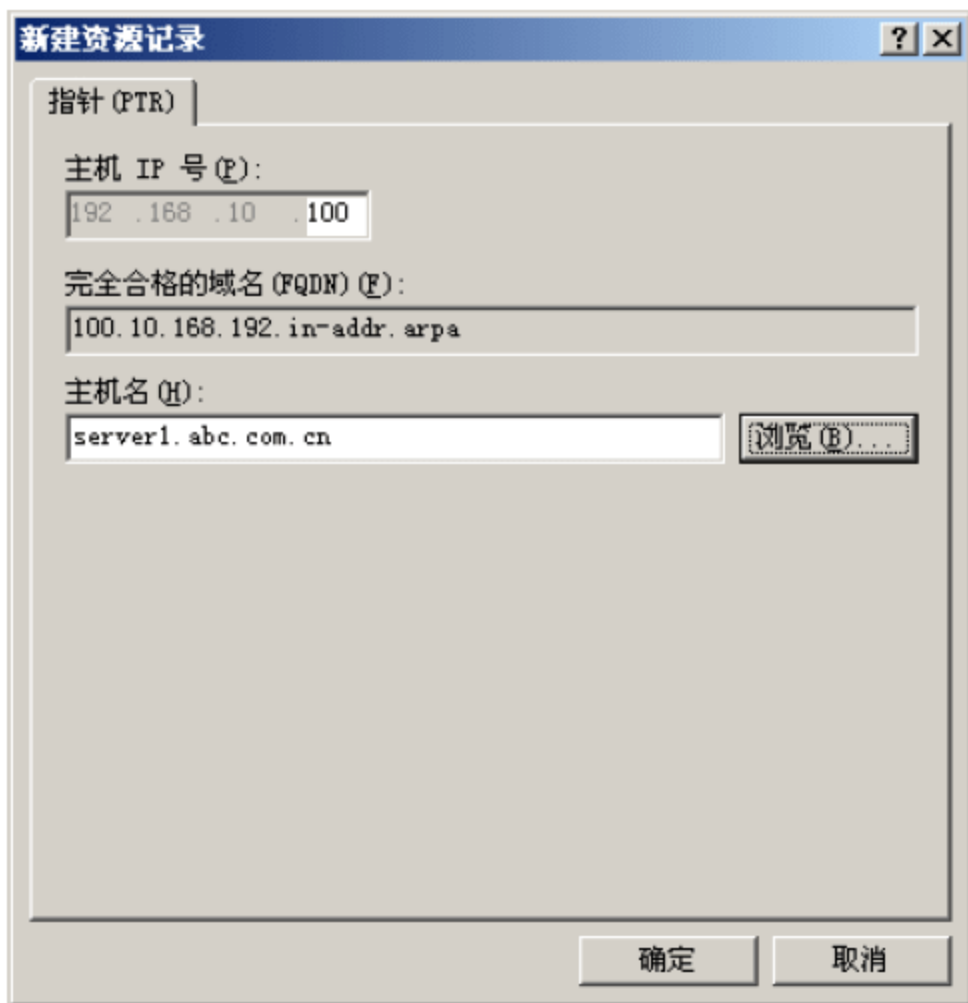 新建资源记录
指针(PTR)
主机 IP 号(P):
192 .168 .10 .100
完全合格的域名(FQDN)(F):
100.10.168.192.in-addr.arpa
主机名(H):
server1.abc.com.cn
浏览(B)...
确定 取消